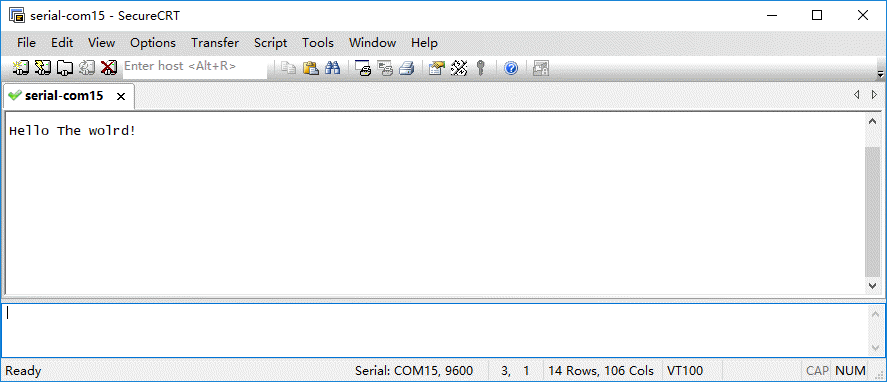 serial-com15 - SecureCRT
File Edit View Options Transfer Script Tools Window Help
Enter host <Alt+R>
serial-com15
Hello The wolrd!
Ready Serial: COM15, 9600 3, 1 14 Rows, 106 Cols VT100 CAP NUM